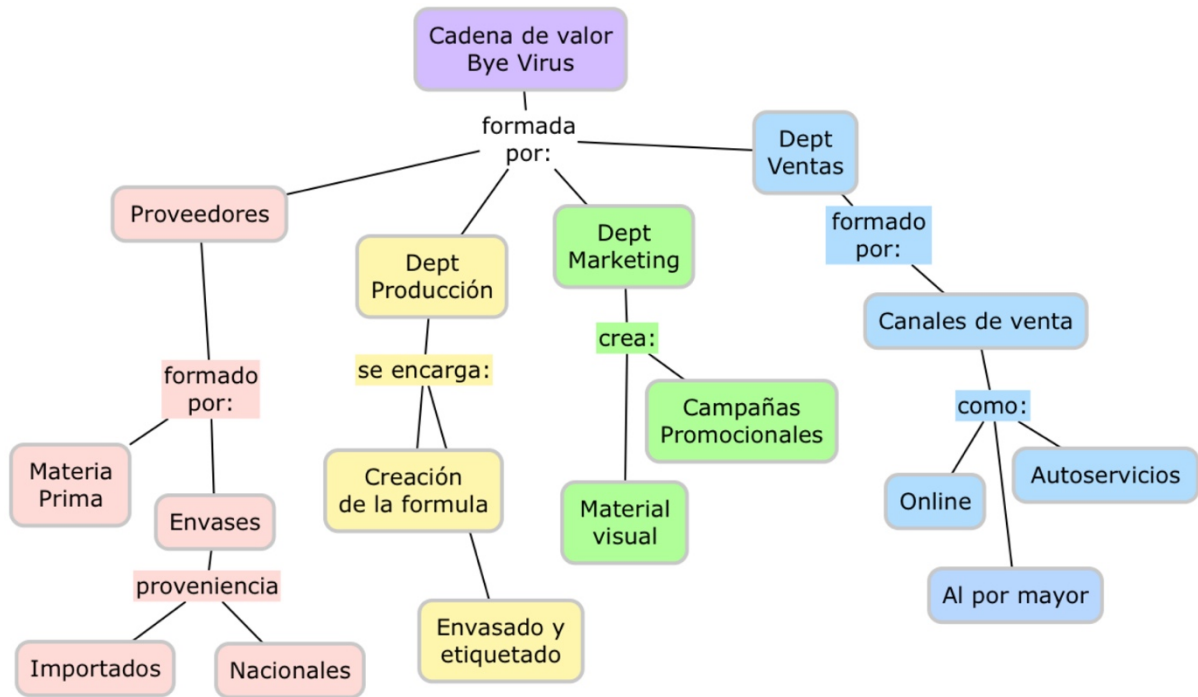 Cadena de valor
Bye Virus
formada
por:
Dept
Ventas
Proveedores
formado
por:
Dept
Marketing
Dept
Producción
Canales de venta
crea:
se encarga:
formado
por:
Campañas
Promocionales
como:
Materia
Prima
Creación
de la formula
Autoservicios
Online
Envases
Material
visual
proveniencia
Al por mayor
Envasado y
etiquetado
Importados
Nacionales